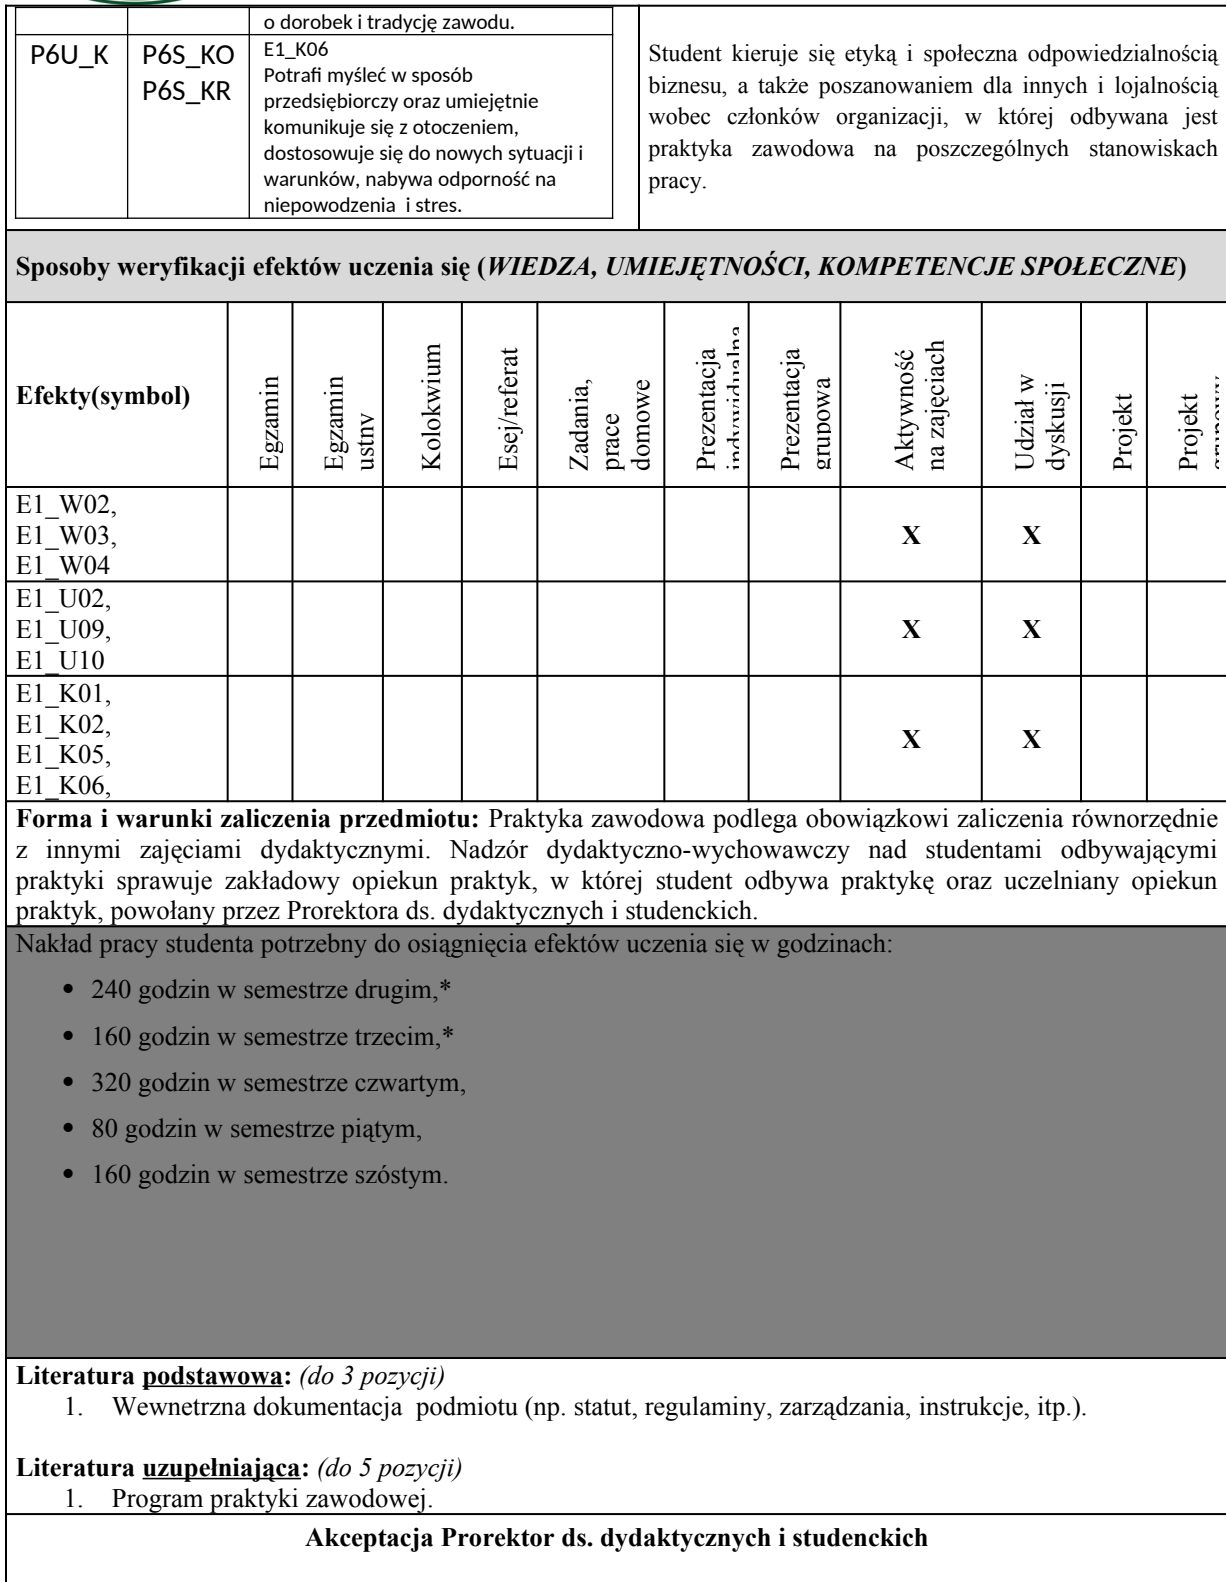 o dorobek i tradycję zawodu.
P6U_K
P6S_KO
P6S_KR
E1_K06
Potrafi myśleć w sposób
przedsiębiorczy oraz umiejętnie
komunikuje się z otoczeniem,
dostosowuje się do nowych sytuacji i
warunków, nabywa odporność na
niepowodzenia i stres.
Student kieruje się etyką i społeczna odpowiedzialnością
biznesu, a także poszanowaniem dla innych i lojalnością
wobec członków organizacji, w której odbywana jest
praktyka zawodowa na poszczególnych stanowiskach
pracy.
Sposoby weryfikacji efektów uczenia się (WIEDZA, UMIEJĘTNOŚCI, KOMPETENCJE SPOŁECZNE)
Efekty(symbol)
Egzamin
Egzamin
ustny
Kolokwium
Esej/referat
Zadania,
prace
domowe
Prezentacja
indywidualna
Prezentacja
grupowa
Aktywność
na zajęciach
Udział w
dyskusji
Projekt
Projekt
E1_W02,
E1_W03,
E1_W04
X
X
E1_U02,
E1_U09,
E1_U10
X
X
E1_K01,
E1_K02,
E1_K05,
E1_K06,
X
X
Forma i warunki zaliczenia przedmiotu: Praktyka zawodowa podlega obowiązkowi zaliczenia równorzędnie
z innymi zajęciami dydaktycznymi. Nadzór dydaktyczno-wychowawczy nad studentami odbywającymi
praktyki sprawuje zakładowy opiekun praktyk, w której student odbywa praktykę oraz uczelniany opiekun
praktyk, powołany przez Prorektora ds. dydaktycznych i studenckich.
Nakład pracy studenta potrzebny do osiągnięcia efektów uczenia się w godzinach:
• 240 godzin w semestrze drugim,*
• 160 godzin w semestrze trzecim,*
• 320 godzin w semestrze czwartym,
• 80 godzin w semestrze piątym,
• 160 godzin w semestrze szóstym.
Literatura podstawowa: (do 3 pozycji)
1. Wewnetrzna dokumentacja podmiotu (np. statut, regulaminy, zarządzania, instrukcje, itp.).
Literatura uzupełniająca: (do 5 pozycji)
1. Program praktyki zawodowej.
Akceptacja Prorektor ds. dydaktycznych i studenckich